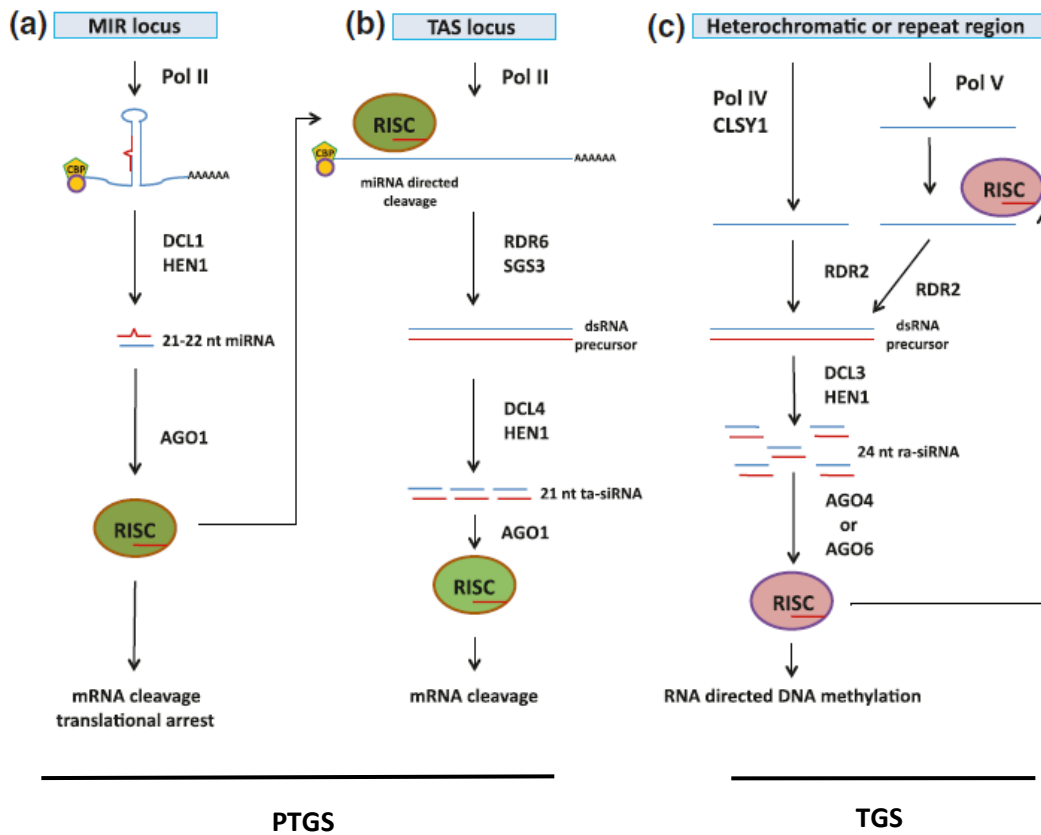 (a) MIR locus
Pol II
CBP
AAAAAA
DCL1
HEN1
21-22 nt miRNA
AGO1
RISC
mRNA cleavage
translational arrest
(b) TAS locus
Pol II
RISC
CBP
AAAAAA
miRNA directed
cleavage
RDR6
SGS3
dsRNA
precursor
DCL4
HEN1
21 nt ta-siRNA
AGO1
RISC
mRNA cleavage
PTGS
(c) Heterochromatic or repeat region
Pol IV
CLSY1
Pol V
RISC
RDR2
RDR2
dsRNA
precursor
DCL3
HEN1
24 nt ra-siRNA
AGO4
or
AGO6
RISC
RNA directed DNA methylation
TGS